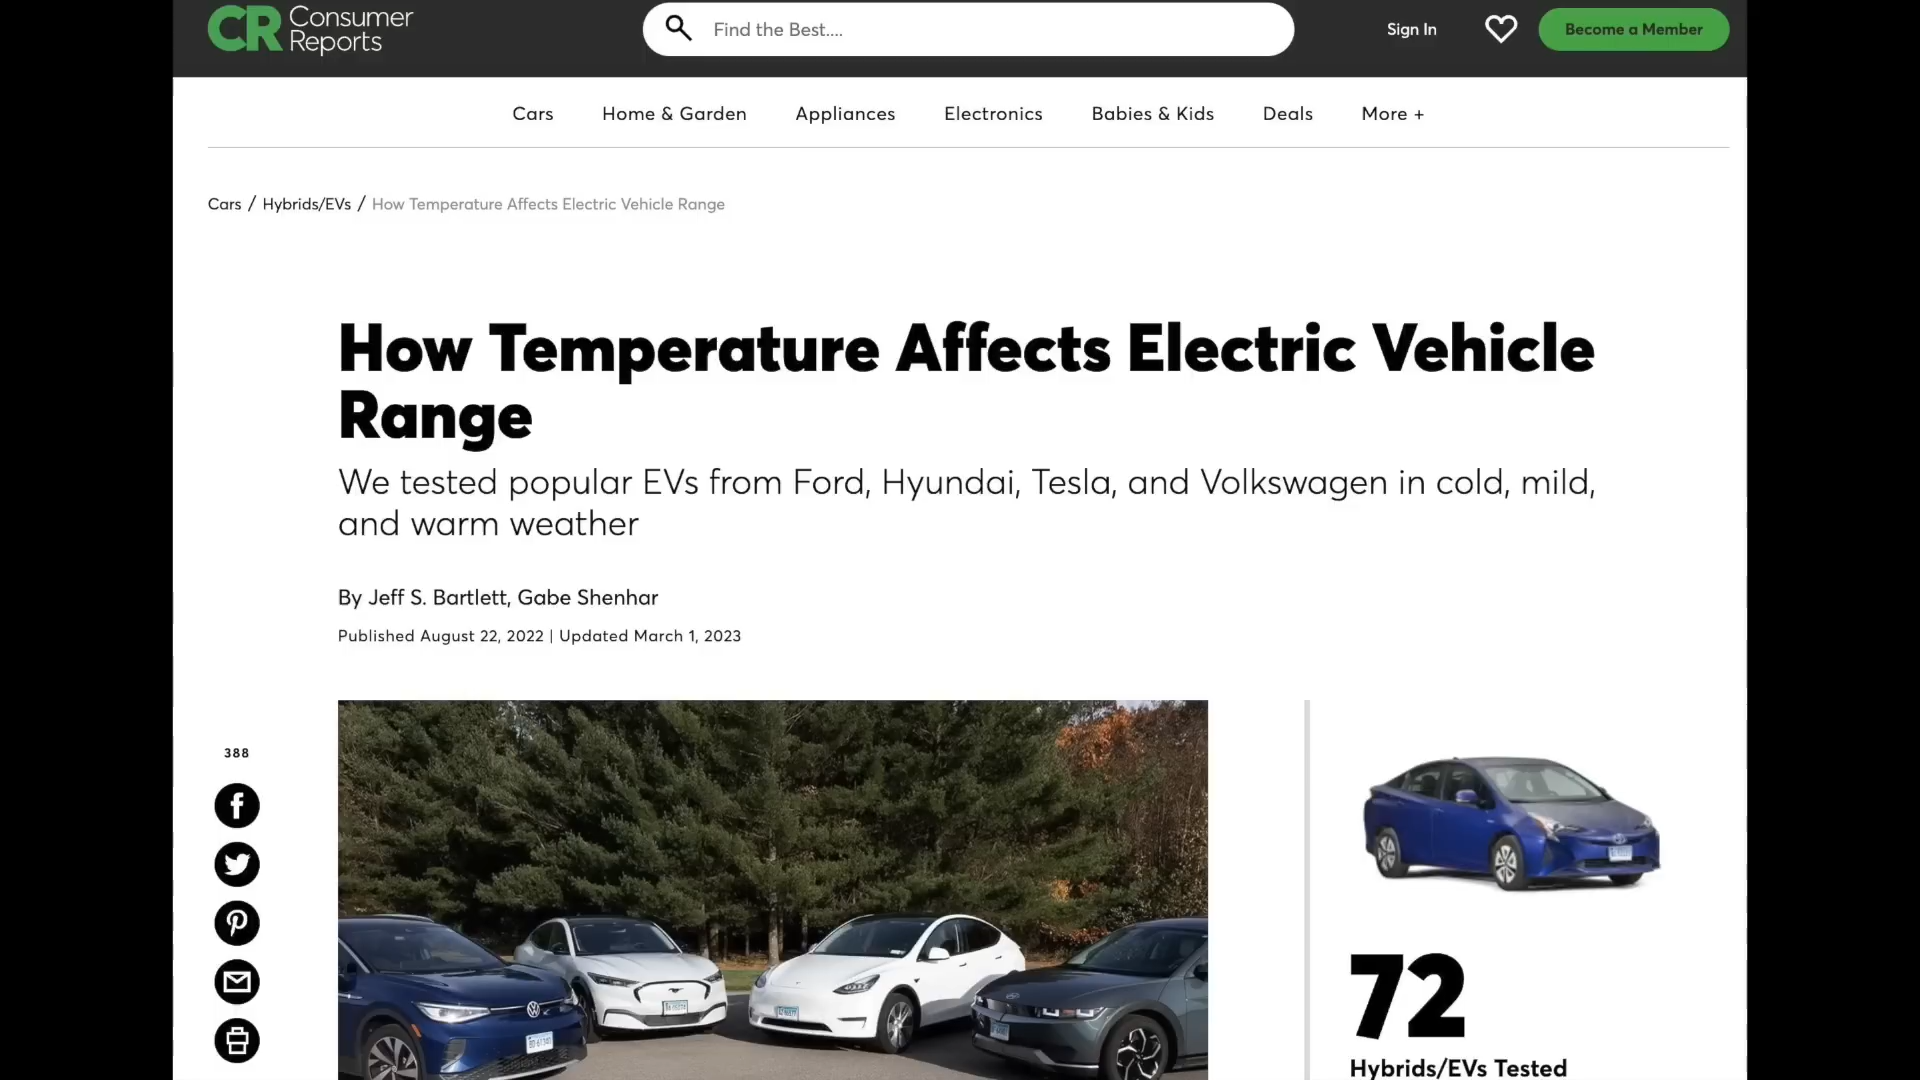 CR Consumer Reports
Find the Best....
Sign In
Become a Member
Cars
Home & Garden
Appliances
Electronics
Babies & Kids
Deals
More +
Cars / Hybrids/EVs / How Temperature Affects Electric Vehicle Range
How Temperature Affects Electric Vehicle
Range
We tested popular EVs from Ford, Hyundai, Tesla, and Volkswagen in cold, mild,
and warm weather
By Jeff S. Bartlett, Gabe Shenhar
Published August 22, 2022 | Updated March 1, 2023
388
72
Hybrids/EVs Tested